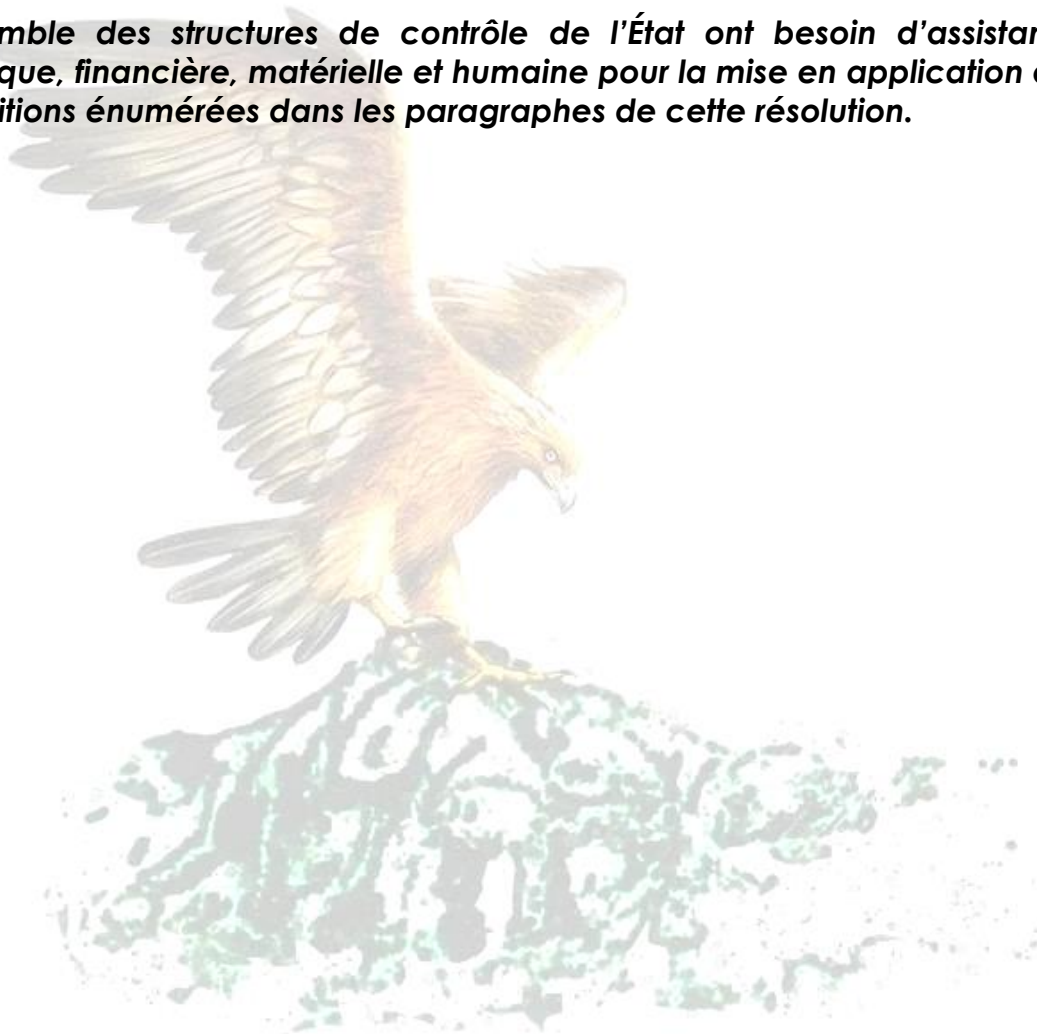 mble des structures de contrôle de l’État ont besoin d’assistan
que, financière, matérielle et humaine pour la mise en application
itions énumérées dans les paragraphes de cette résolution.